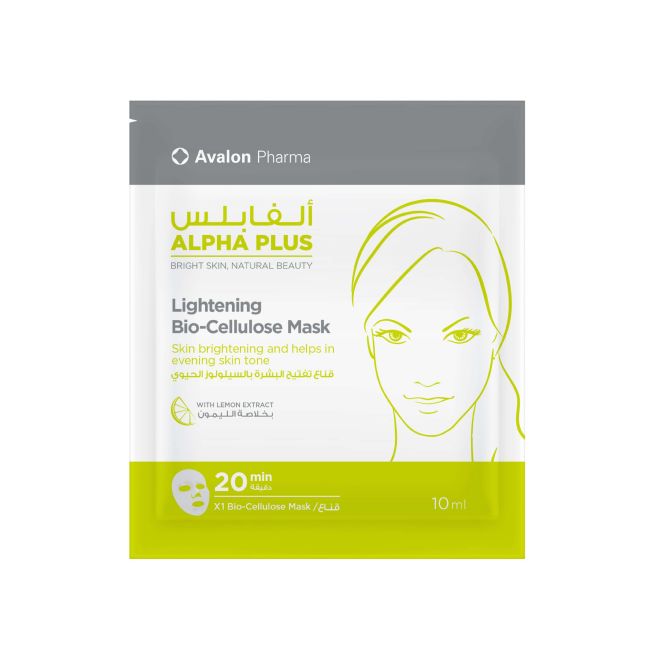 Avalon Pharma
ألفابلس
ALPHA PLUS
BRIGHT SKIN, NATURAL BEAUTY
Lightening
Bio-Cellulose Mask
Skin brightening and helps in
evening skin tone
قناع تفتيح البشرة بالسيلولوز الحيوي
WITH LEMON EXTRACT
بخلاصة الليمون
20 min
دقيقة
X1 Bio-Cellulose Mask / قناع
10 ml